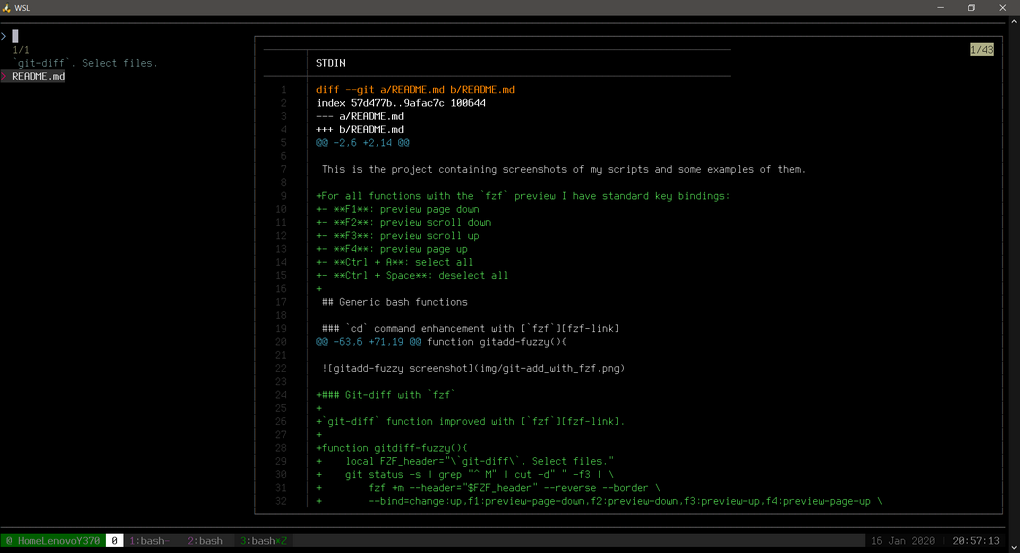 WSL
>
1/1
`git-diff`. Select files.
> README.md
1/43
STDIN
1 diff --git a/README.md b/README.md
2 index 57d477b..9afac7c 100644
3 --- a/README.md
4 +++ b/README.md
5 @@ -2,6 +2,14 @@
6
7 This is the project containing screenshots of my scripts and some examples of them.
8
9 +For all functions with the `fzf` preview I have standard key bindings:
10 +- **F1**: preview page down
11 +- **F2**: preview scroll down
12 +- **F3**: preview scroll up
13 +- **F4**: preview page up
14 +- **Ctrl + A**: select all
15 +- **Ctrl + Space**: deselect all
16 +
17 ## Generic bash functions
18
19 ### `cd` command enhancement with [`fzf`][fzf-link]
20 @@ -63,6 +71,19 @@ function gitadd-fuzzy(){
21
22 ![gitadd-fuzzy screenshot](img/git-add_with_fzf.png)
23
24 +### Git-diff with `fzf`
25 +
26 +`git-diff` function improved with [`fzf`][fzf-link].
27 +
28 +function gitdiff-fuzzy(){
29 +    local FZF_header="\`git-diff\`. Select files."
30 +    git status -s | grep "^ M" | cut -d" " -f3 | \
31 +        fzf +m --header="$FZF_header" --reverse --border \
32 +        --bind=change:up,f1:preview-page-down,f2:preview-down,f3:preview-up,f4:preview-page-up \
@ HomeLenovoY370 0 1:bash- 2:bash 3:bash*Z 16 Jan 2020 20:57:13